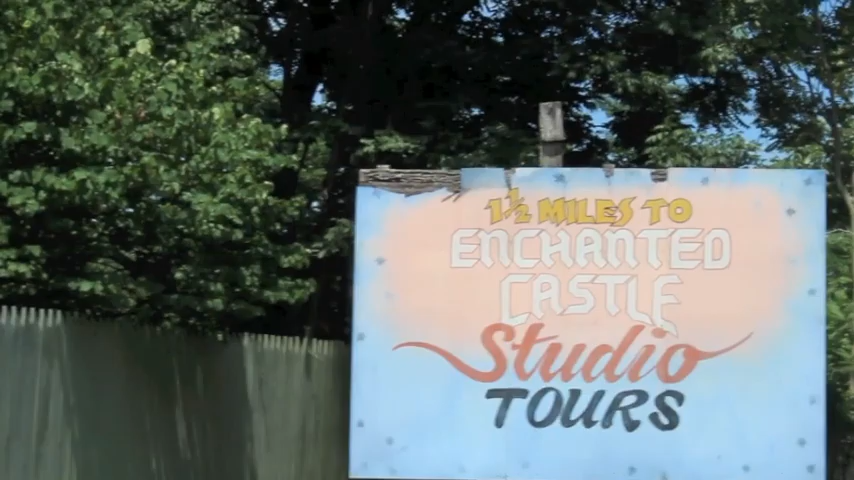 1½ MILES TO
ENCHANTED
CASTLE
Studio
TOURS